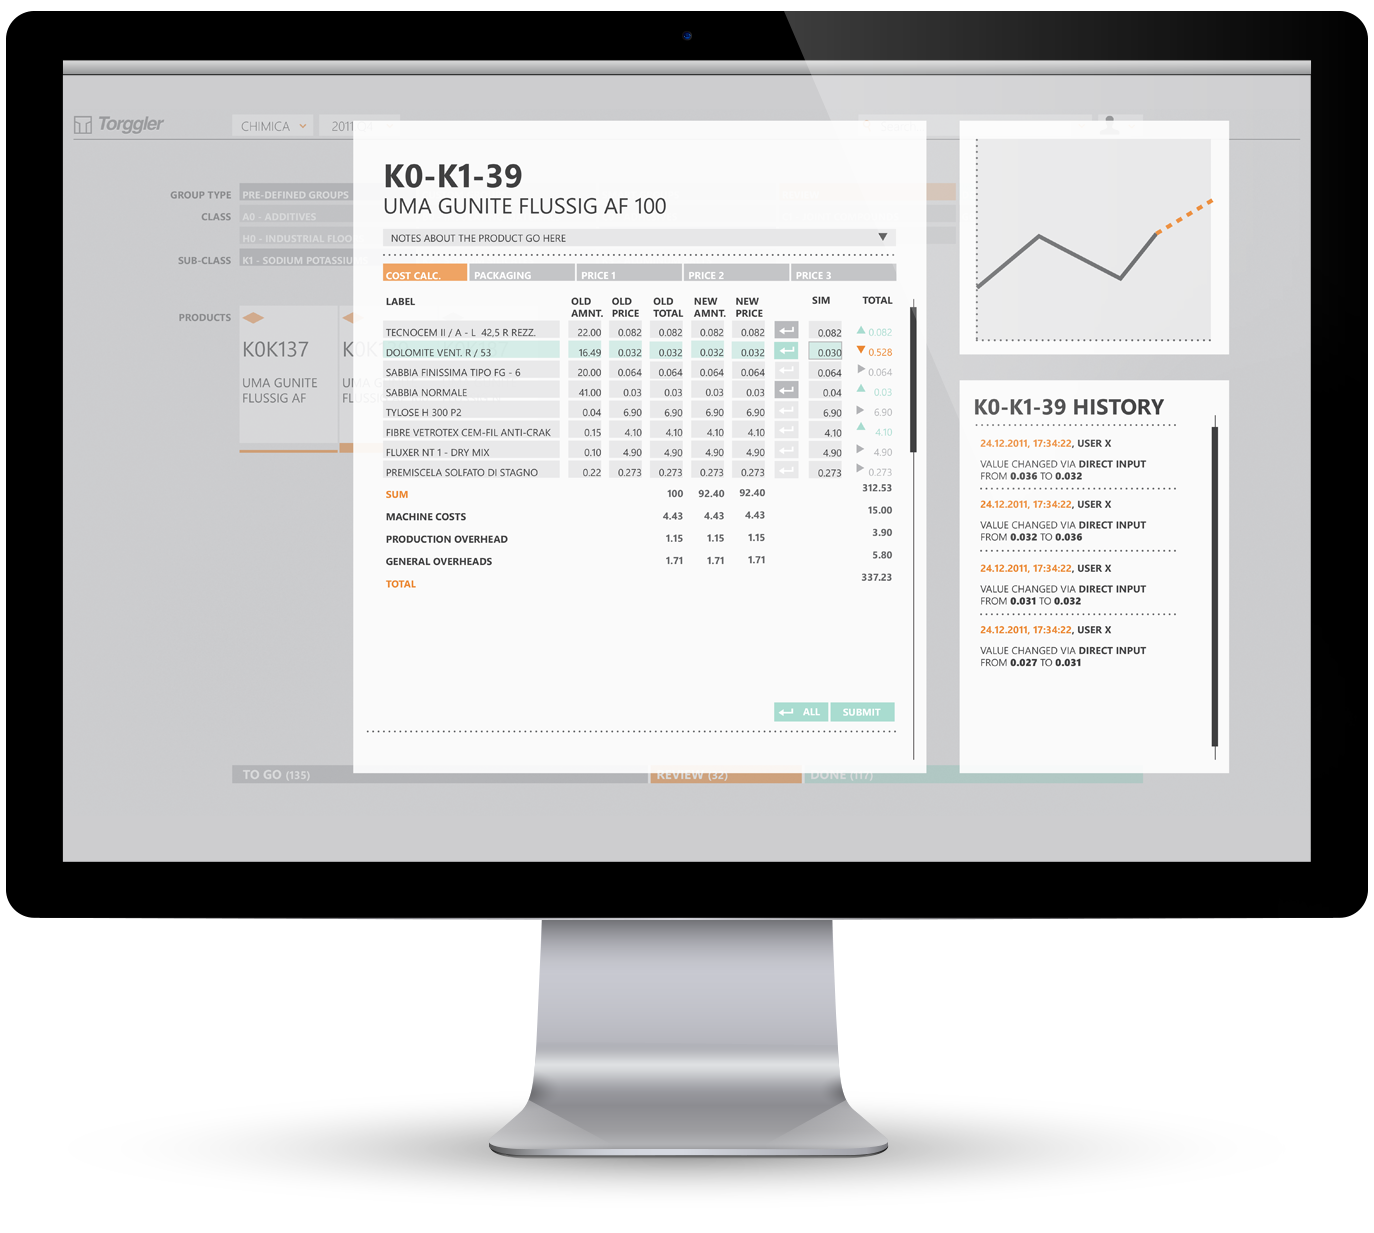 Torggler
CHIMICA
2011
GROUP TYPE PRE-DEFINED GROUPS
CLASS A0 - ADDITIVES
H0 - INDUSTRIAL FLOO
SUB-CLASS K1 - SODIUM POTASSIU
PRODUCTS
K0K137
UMA GUNITE
FLUSSIG AF
K0-K1-39
UMA GUNITE FLUSSIG AF 100
NOTES ABOUT THE PRODUCT GO HERE
COST CALC. PACKAGING PRICE 1 PRICE 2 PRICE 3
LABEL OLD AMNT. OLD PRICE OLD TOTAL NEW AMNT. NEW PRICE SIM TOTAL
TECNOCEM II / A - L 42,5 R REZZ. 22.00 0.082 0.082 0.082 0.082 0.082 0.082
DOLOMITE VENT. R / 53 16.49 0.032 0.032 0.032 0.032 0.030 0.528
SABBIA FINISSIMA TIPO FG - 6 20.00 0.064 0.064 0.064 0.064 0.064 0.064
SABBIA NORMALE 41.00 0.03 0.03 0.03 0.03 0.04 0.03
TYLOSE H 300 P2 0.04 6.90 6.90 6.90 6.90 6.90 6.90
FIBRE VETROTEX CEM-FIL ANTI-CRAK 0.15 4.10 4.10 4.10 4.10 4.10 4.10
FLUXER NT 1 - DRY MIX 0.10 4.90 4.90 4.90 4.90 4.90 4.90
PREMISCELA SOLFATO DI STAGNO 0.22 0.273 0.273 0.273 0.273 0.273 0.273
SUM 100 92.40 92.40 312.53
MACHINE COSTS 4.43 4.43 4.43 15.00
PRODUCTION OVERHEAD 1.15 1.15 1.15 3.90
GENERAL OVERHEADS 1.71 1.71 1.71 5.80
TOTAL 337.23
ALL SUBMIT
K0-K1-39 HISTORY
24.12.2011, 17:34:22, USER X
VALUE CHANGED VIA DIRECT INPUT
FROM 0.036 TO 0.032
24.12.2011, 17:34:22, USER X
VALUE CHANGED VIA DIRECT INPUT
FROM 0.032 TO 0.036
24.12.2011, 17:34:22, USER X
VALUE CHANGED VIA DIRECT INPUT
FROM 0.031 TO 0.032
24.12.2011, 17:34:22, USER X
VALUE CHANGED VIA DIRECT INPUT
FROM 0.027 TO 0.031
TO GO (135) REVIEW (32) DONE (117)